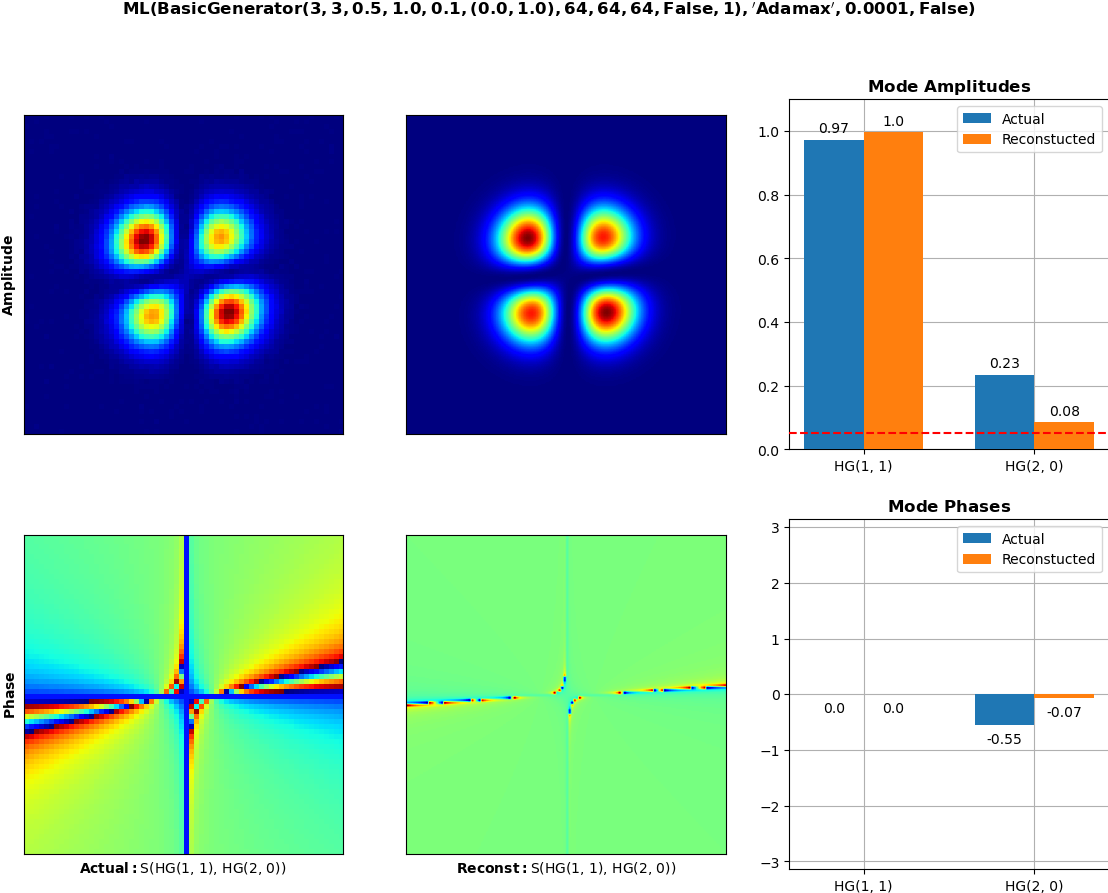 ML(BasicGenerator(3, 3, 0.5, 1.0, 0.1, (0.0, 1.0), 64, 64, 64, False, 1), ′Adamax′, 0.0001, False)
Amplitude
Mode Amplitudes
Actual
Reconstucted
0.97
1.0
0.23
0.08
1.0
0.8
0.6
0.4
0.2
0.0
HG(1, 1)
HG(2, 0)
Phase
Actual: S(HG(1, 1), HG(2, 0))
Reconst: S(HG(1, 1), HG(2, 0))
Mode Phases
Actual
Reconstucted
3
2
1
0
−1
−2
−3
0.0
0.0
-0.55
-0.07
HG(1, 1)
HG(2, 0)